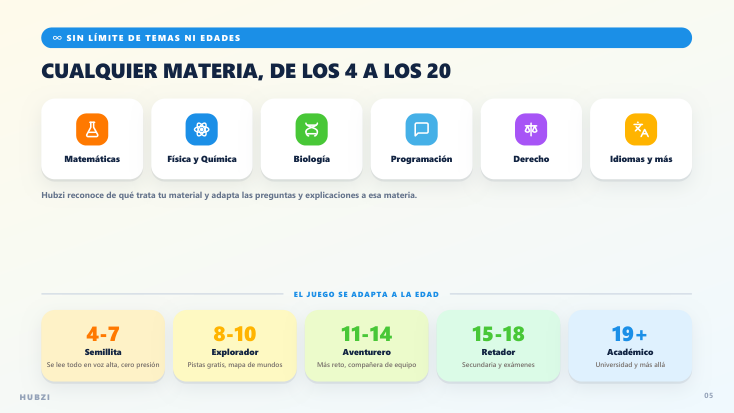 ∞ SIN LÍMITE DE TEMAS NI EDADES
CUALQUIER MATERIA, DE LOS 4 A LOS 20
Matemáticas
Física y Química
Biología
Programación
Derecho
Idiomas y más
Hubzi reconoce de qué trata tu material y adapta las preguntas y explicaciones a esa materia.
EL JUEGO SE ADAPTA A LA EDAD
4-7
Semillita
Se lee todo en voz alta, cero presión
8-10
Explorador
Pistas gratis, mapa de mundos
11-14
Aventurero
Más reto, compañera de equipo
15-18
Retador
Secundaria y exámenes
19+
Académico
Universidad y más allá
HUBZI
05